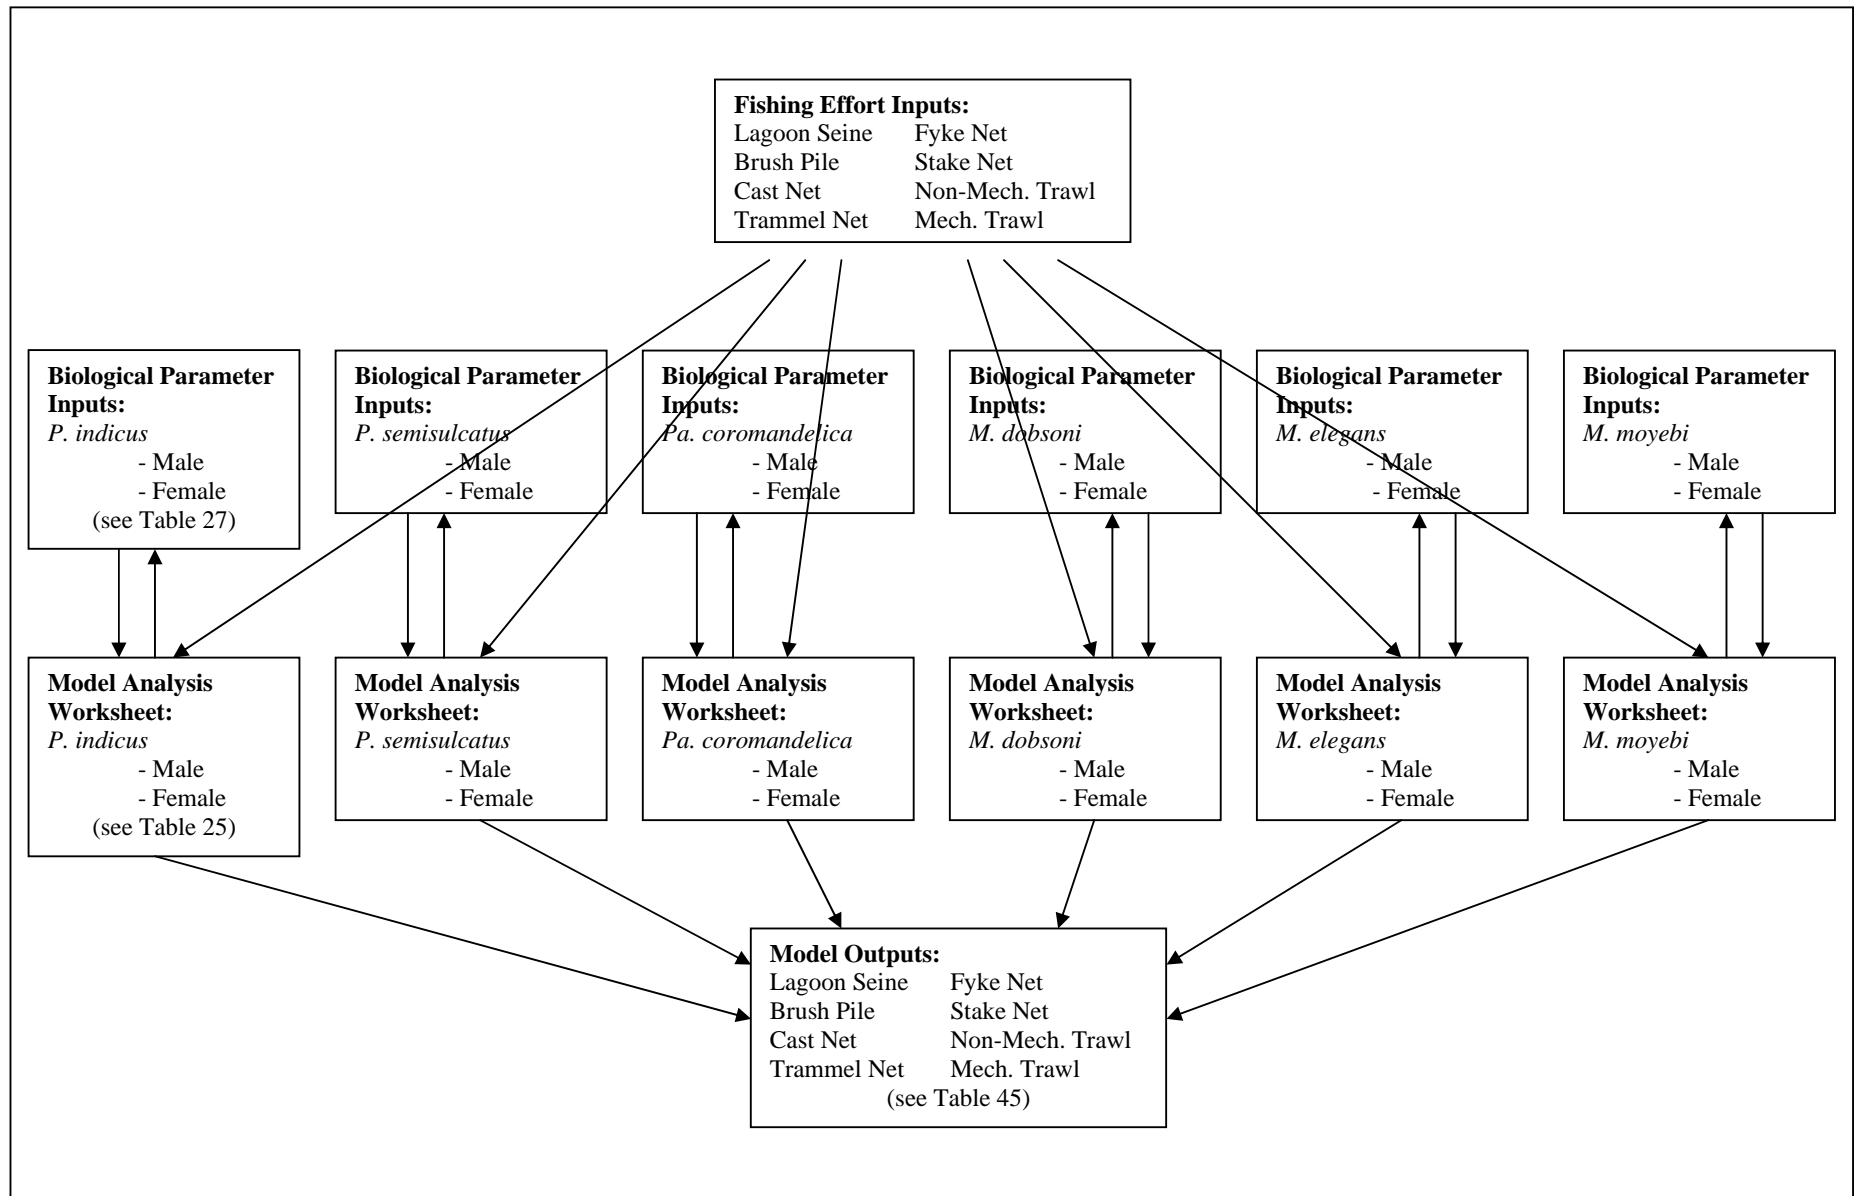 Fishing Effort Inputs:
Lagoon Seine Fyke Net
Brush Pile Stake Net
Cast Net Non-Mech. Trawl
Trammel Net Mech. Trawl
Biological Parameter
Inputs:
P. indicus
- Male
- Female
(see Table 27)
Biological Parameter
Inputs:
P. semisulcatus
- Male
- Female
Biological Parameter
Inputs:
Pa. coromandelica
- Male
- Female
Biological Parameter
Inputs:
M. dobsoni
- Male
- Female
Biological Parameter
Inputs:
M. elegans
- Male
- Female
Biological Parameter
Inputs:
M. moyebi
- Male
- Female
Model Analysis
Worksheet:
P. indicus
- Male
- Female
(see Table 25)
Model Analysis
Worksheet:
P. semisulcatus
- Male
- Female
Model Analysis
Worksheet:
Pa. coromandelica
- Male
- Female
Model Analysis
Worksheet:
M. dobsoni
- Male
- Female
Model Analysis
Worksheet:
M. elegans
- Male
- Female
Model Analysis
Worksheet:
M. moyebi
- Male
- Female
Model Outputs:
Lagoon Seine Fyke Net
Brush Pile Stake Net
Cast Net Non-Mech. Trawl
Trammel Net Mech. Trawl
(see Table 45)